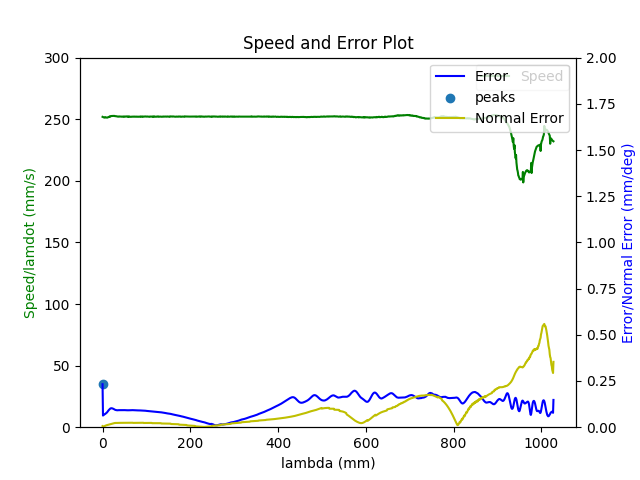 Speed and Error Plot
300
250
200
150
100
50
0
Speed/lamdot (mm/s)
2.00
1.75
1.50
1.25
1.00
0.75
0.50
0.25
0.00
Error/Normal Error (mm/deg)
Error
Speed
peaks
Normal Error
0 200 400 600 800 1000
lambda (mm)